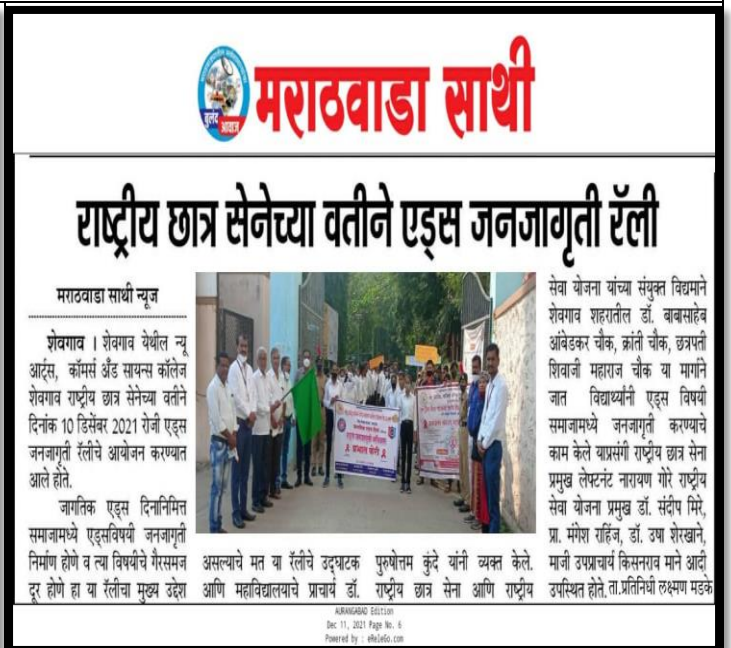 बुलंद
आवाज
मराठवाडा साथी
राष्ट्रीय छात्र सेनेच्या वतीने एड्स जनजागृती रॅली
मराठवाडा साथी न्यूज
शेवगाव । शेवगाव येथील न्यू
आर्ट्स, कॉमर्स अँड सायन्स कॉलेज
शेवगाव राष्ट्रीय छात्र सेनेच्या वतीने
दिनांक 10 डिसेंबर 2021 रोजी एड्स
जनजागृती रॅलीचे आयोजन करण्यात
आले होते.
जागतिक एड्स दिनानिमित्त
समाजामध्ये एड्सविषयी जनजागृती
निर्माण होणे व त्या विषयीचे गैरसमज
दूर होणे हा या रॅलीचा मुख्य उद्देश
असल्याचे मत या रॅलीचे उद्घाटक
आणि महाविद्यालयाचे प्राचार्य डॉ.
पुरुषोत्तम कुंदे यांनी व्यक्त केले.
राष्ट्रीय छात्र सेना आणि राष्ट्रीय
सेवा योजना यांच्या संयुक्त विद्यमाने
शेवगाव शहरातील डॉ. बाबासाहेब
आंबेडकर चौक, क्रांती चौक, छत्रपती
शिवाजी महाराज चौक या मार्गाने
जात विद्यार्थ्यांनी एड्स विषयी
समाजामध्ये जनजागृती करण्याचे
काम केले याप्रसंगी राष्ट्रीय छात्र सेना
प्रमुख लेफ्टनंट नारायण गोरे राष्ट्रीय
सेवा योजना प्रमुख डॉ. संदीप मिरे,
प्रा. मंगेश राहिंज, डॉ. उषा शेरखाने,
माजी उपप्राचार्य किसनराव माने आदी
उपस्थित होते. ता.प्रतिनिधी लक्ष्मण मडके
AURANGABAD Edition
Dec 11, 2021 Page No. 6
Powered by : eReleGo.com